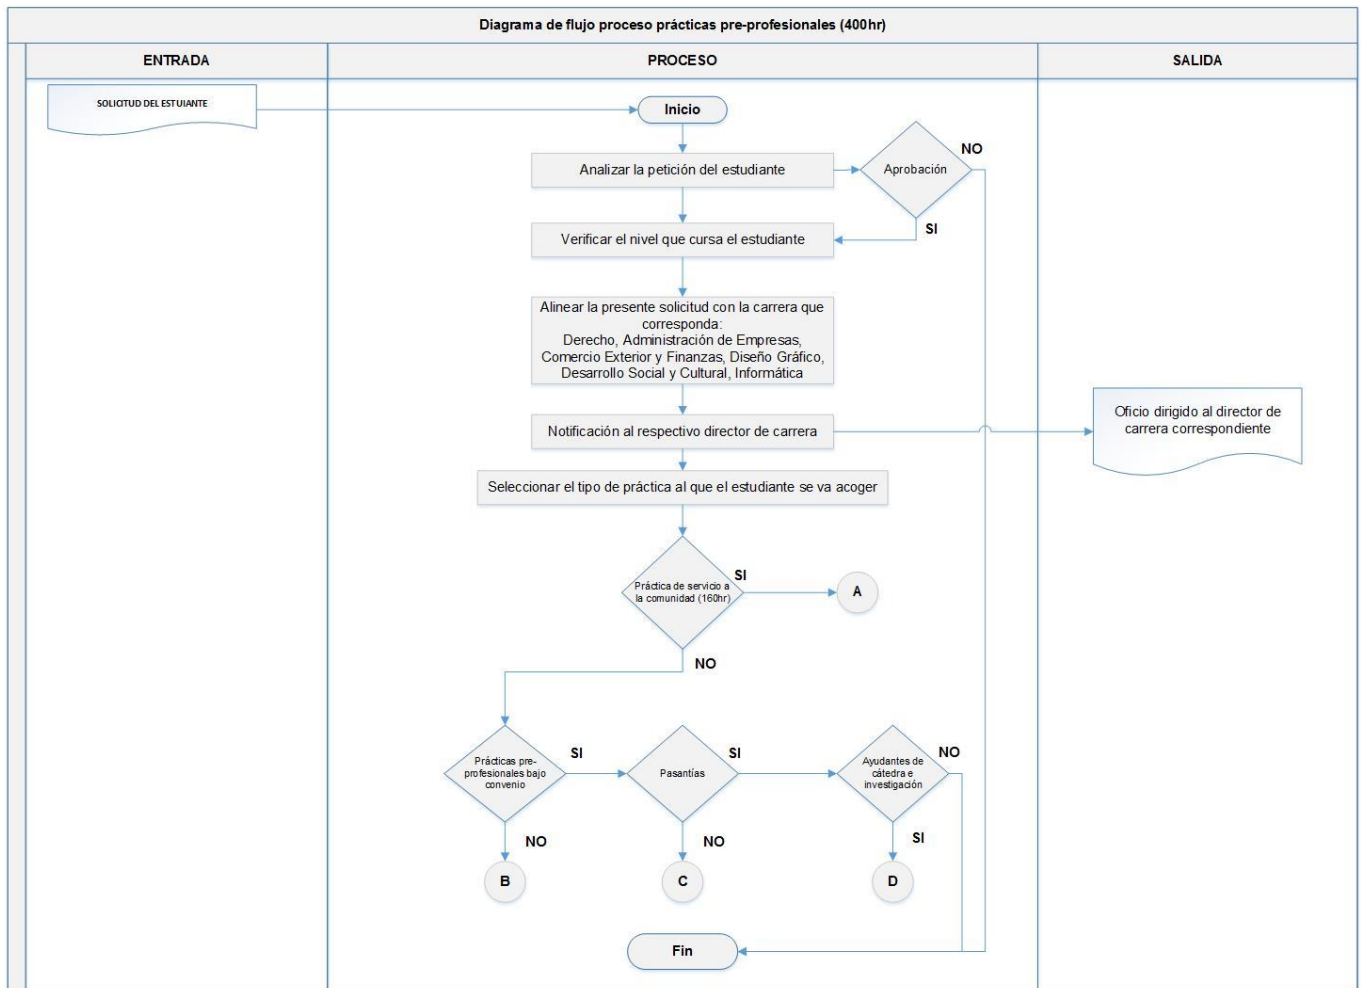 Diagrama de flujo proceso prácticas pre-profesionales (400hr)
ENTRADA
PROCESO
SALIDA
SOLICITUD DEL ESTUIANTE
Inicio
Analizar la petición del estudiante
Aprobación
NO
SI
Verificar el nivel que cursa el estudiante
Alinear la presente solicitud con la carrera que
corresponda:
Derecho, Administración de Empresas,
Comercio Exterior y Finanzas, Diseño Gráfico,
Desarrollo Social y Cultural, Informática
Notificación al respectivo director de carrera
Oficio dirigido al director de
carrera correspondiente
Seleccionar el tipo de práctica al que el estudiante se va acoger
Práctica de servicio a
la comunidad (160hr)
SI
A
NO
Prácticas pre-
profesionales bajo
convenio
SI
Pasantías
SI
Ayudantes de
cátedra e
investigación
NO
NO
NO
SI
B
C
D
Fin